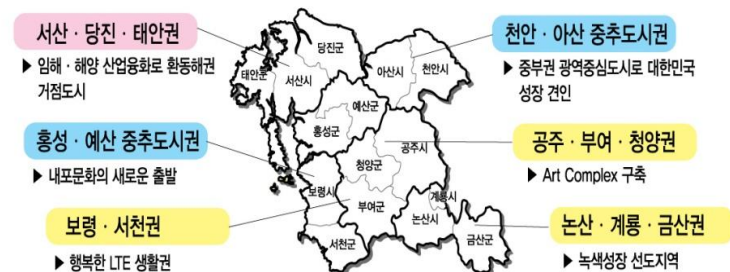 서산 · 당진 · 태안권
▶ 임해 · 해양 산업융화로 환동해권
거점도시
홍성 · 예산 중추도시권
▶ 내포문화의 새로운 출발
보령 · 서천권
▶ 행복한 LTE 생활권
당진군
태안군
서산시
아산시
천안시
예산군
홍성군
청양군
공주시
보령시
부여군
계룡시
논산시
서천군
금산군
천안 · 아산 중추도시권
▶ 중부권 광역중심도시로 대한민국
성장 견인
공주 · 부여 · 청양권
▶ Art Complex 구축
논산 · 계룡 · 금산권
▶ 녹색성장 선도지역